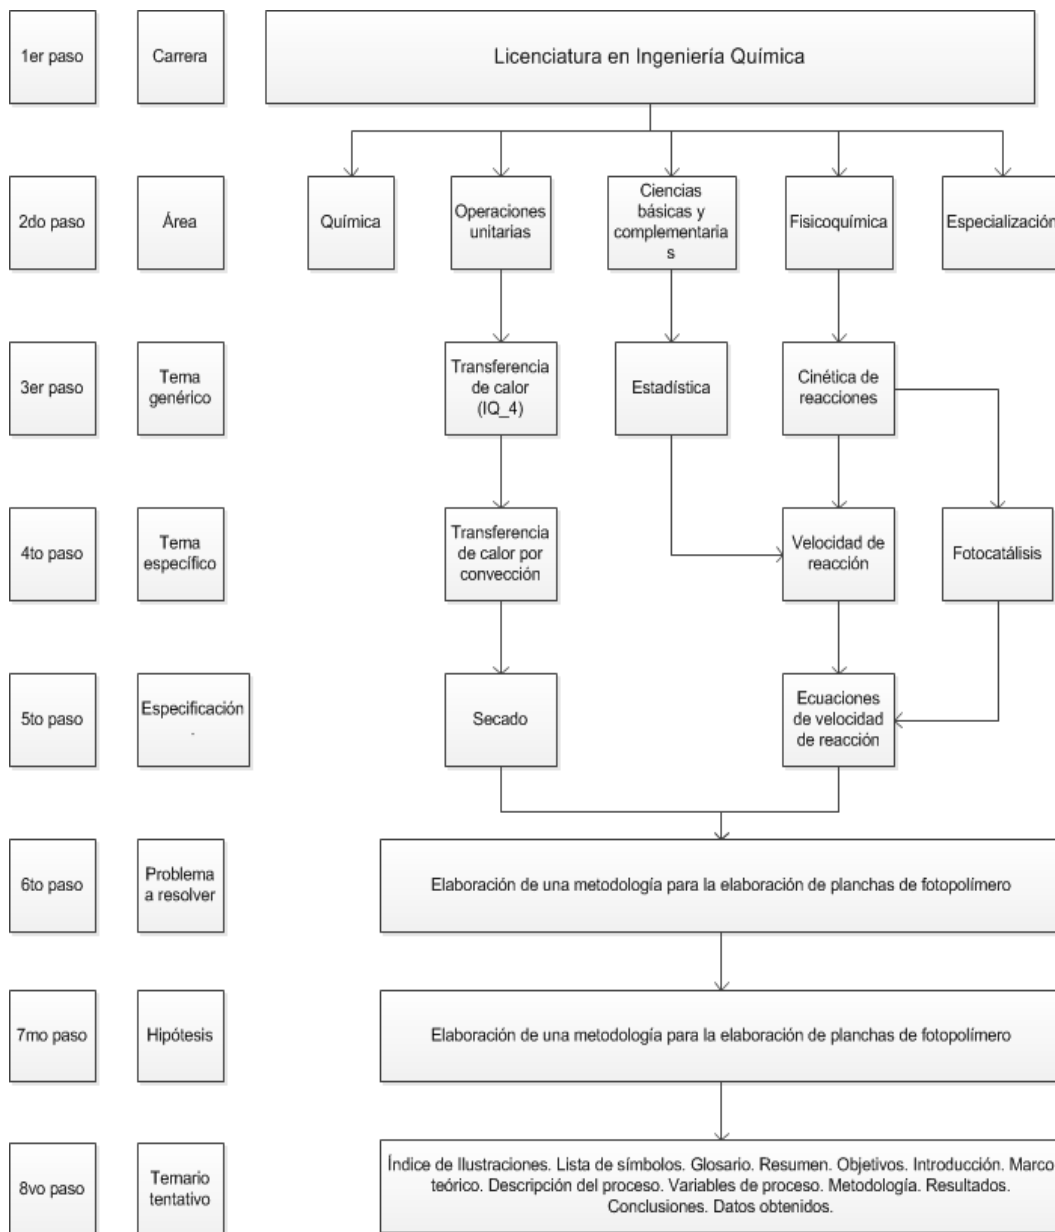 1er paso
Carrera
Licenciatura en Ingeniería Química
2do paso
Área
Química
Operaciones
unitarias
Ciencias
básicas y
complementaria
s
Fisicoquímica
Especialización
3er paso
Tema
genérico
Transferencia
de calor
(IQ_4)
Estadística
Cinética de
reacciones
4to paso
Tema
específico
Transferencia
de calor por
convección
Velocidad de
reacción
Fotocatálisis
5to paso
Especificación
.
Secado
Ecuaciones
de velocidad
de reacción
6to paso
Problema
a resolver
Elaboración de una metodología para la elaboración de planchas de fotopolímero
7mo paso
Hipótesis
Elaboración de una metodología para la elaboración de planchas de fotopolímero
8vo paso
Temario
tentativo
Índice de Ilustraciones. Lista de símbolos. Glosario. Resumen. Objetivos. Introducción. Marco
teórico. Descripción del proceso. Variables de proceso. Metodología. Resultados.
Conclusiones. Datos obtenidos.